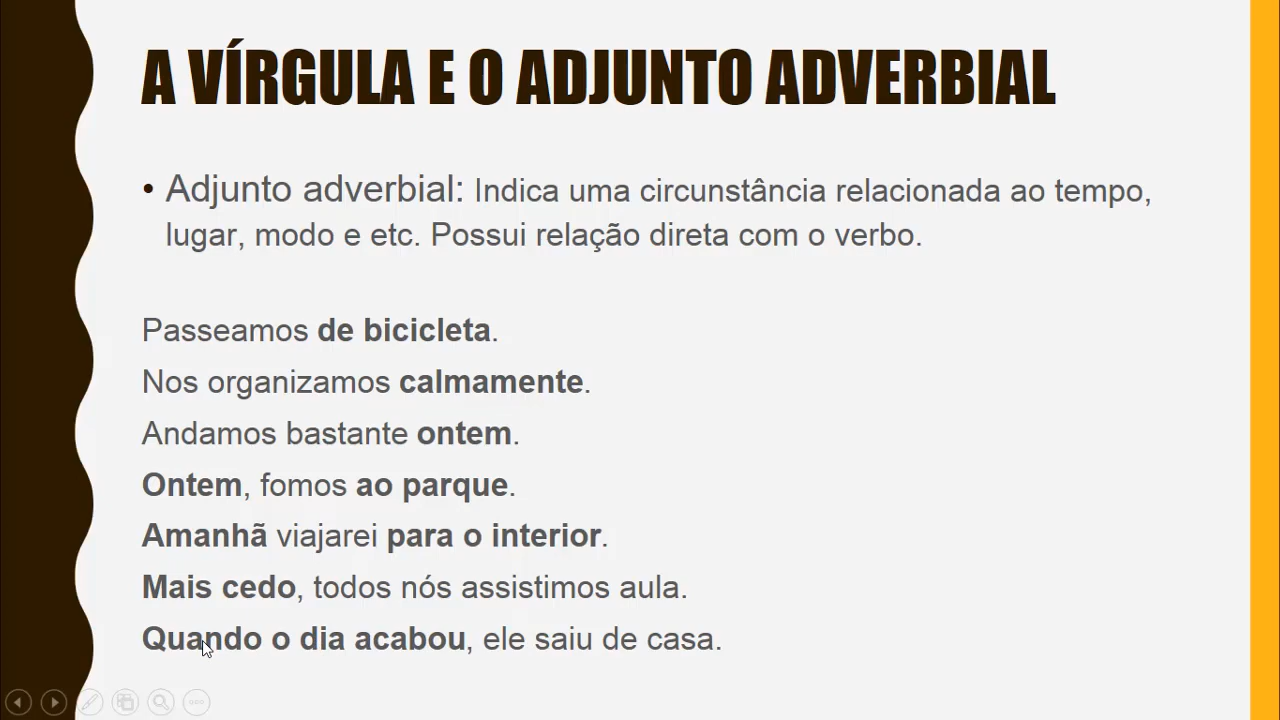 A VÍRGULA E O ADJUNTO ADVERBIAL
• Adjunto adverbial: Indica uma circunstância relacionada ao tempo,
lugar, modo e etc. Possui relação direta com o verbo.
Passeamos de bicicleta.
Nos organizamos calmamente.
Andamos bastante ontem.
Ontem, fomos ao parque.
Amanhã viajarei para o interior.
Mais cedo, todos nós assistimos aula.
Quando o dia acabou, ele saiu de casa.